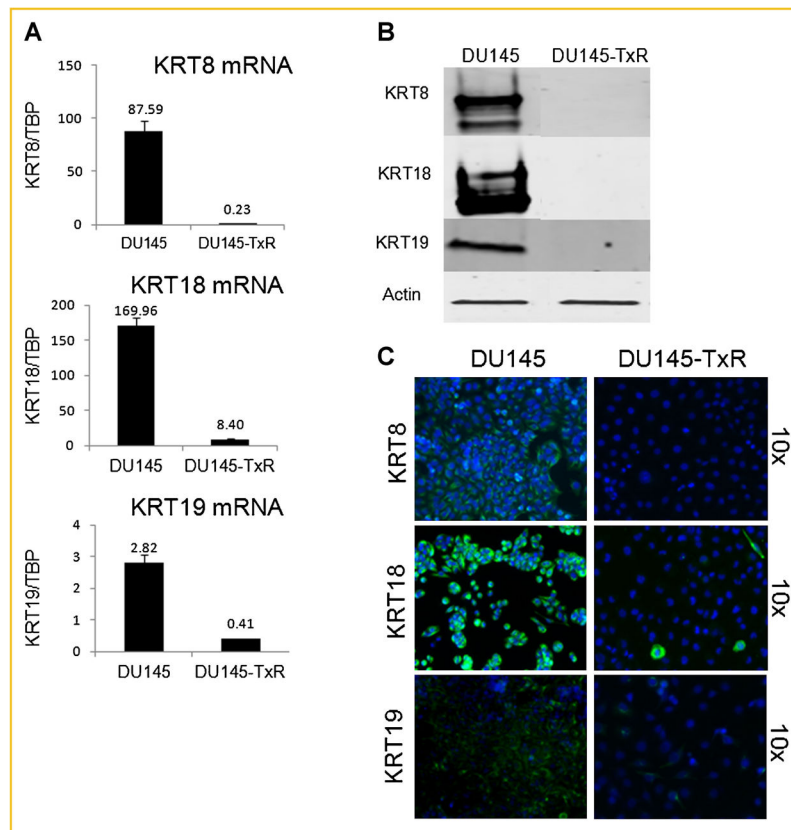 A
KRT8 mRNA
KRT8/TBP
150
100
50
0
87.59
0.23
DU145
DU145-TxR
KRT18 mRNA
KRT18/TBP
200
150
100
50
0
169.96
8.40
DU145
DU145-TxR
KRT19 mRNA
KRT19/TBP
4
3
2
1
0
2.82
0.41
DU145
DU145-TxR
B
DU145
DU145-TxR
KRT8
KRT18
KRT19
Actin
C
DU145
DU145-TxR
KRT8
10x
KRT18
10x
KRT19
10x